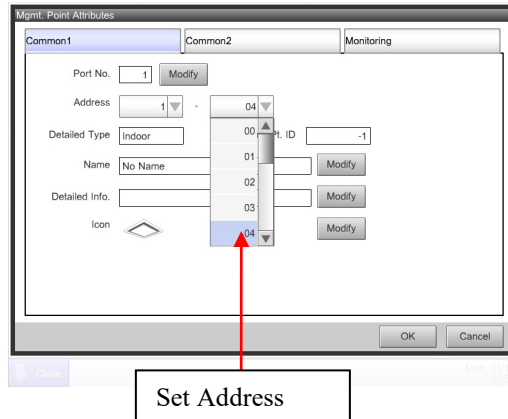 Mgmt. Point Attributes
Common1 Common2 Monitoring
Port No. 1 Modify
Address 1 - 04
00
Detailed Type Indoor Pt. ID -1
01
Name No Name Modify
02
Detailed Info. Modify
03
Icon 04 Modify
OK Cancel
Close
Set Address